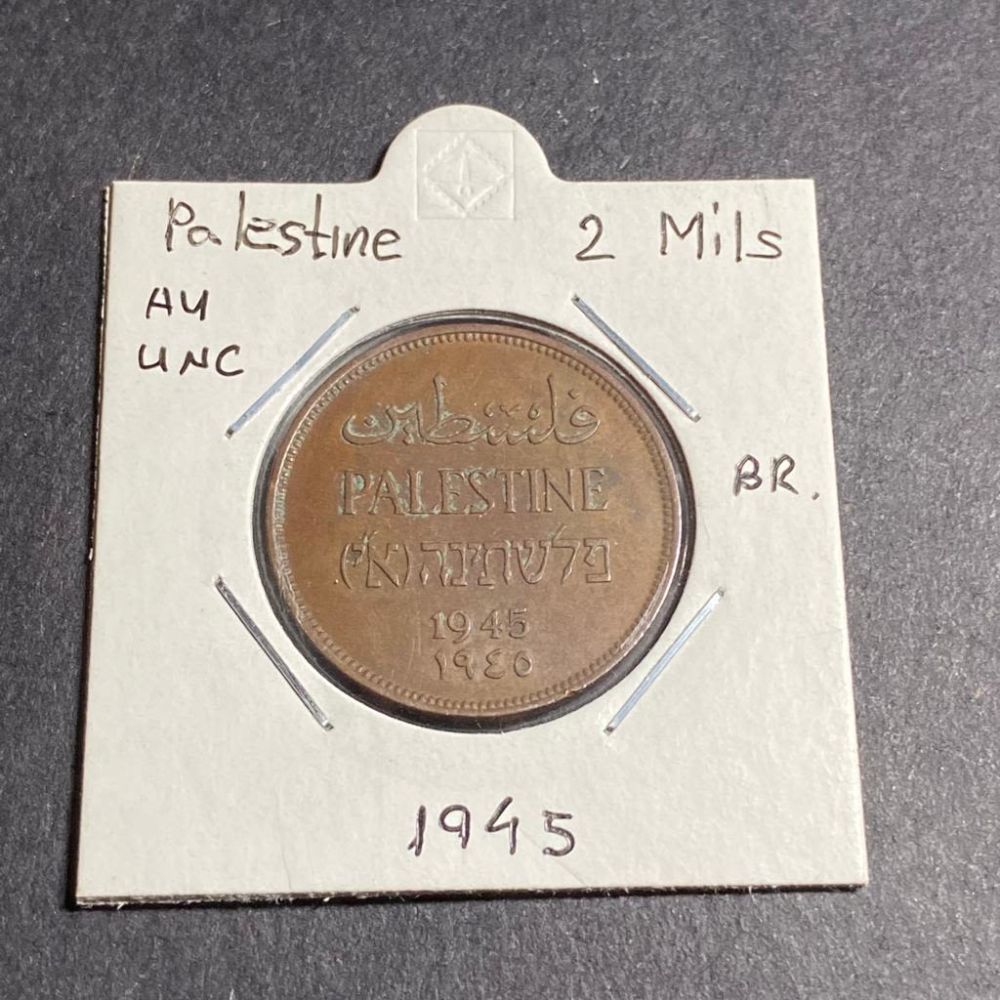 Palestine 2 Mils
AU
UNC
BR.
فلسطين
PALESTINE
פלשתינה (א״י)
1945
١٩٤٥
1945